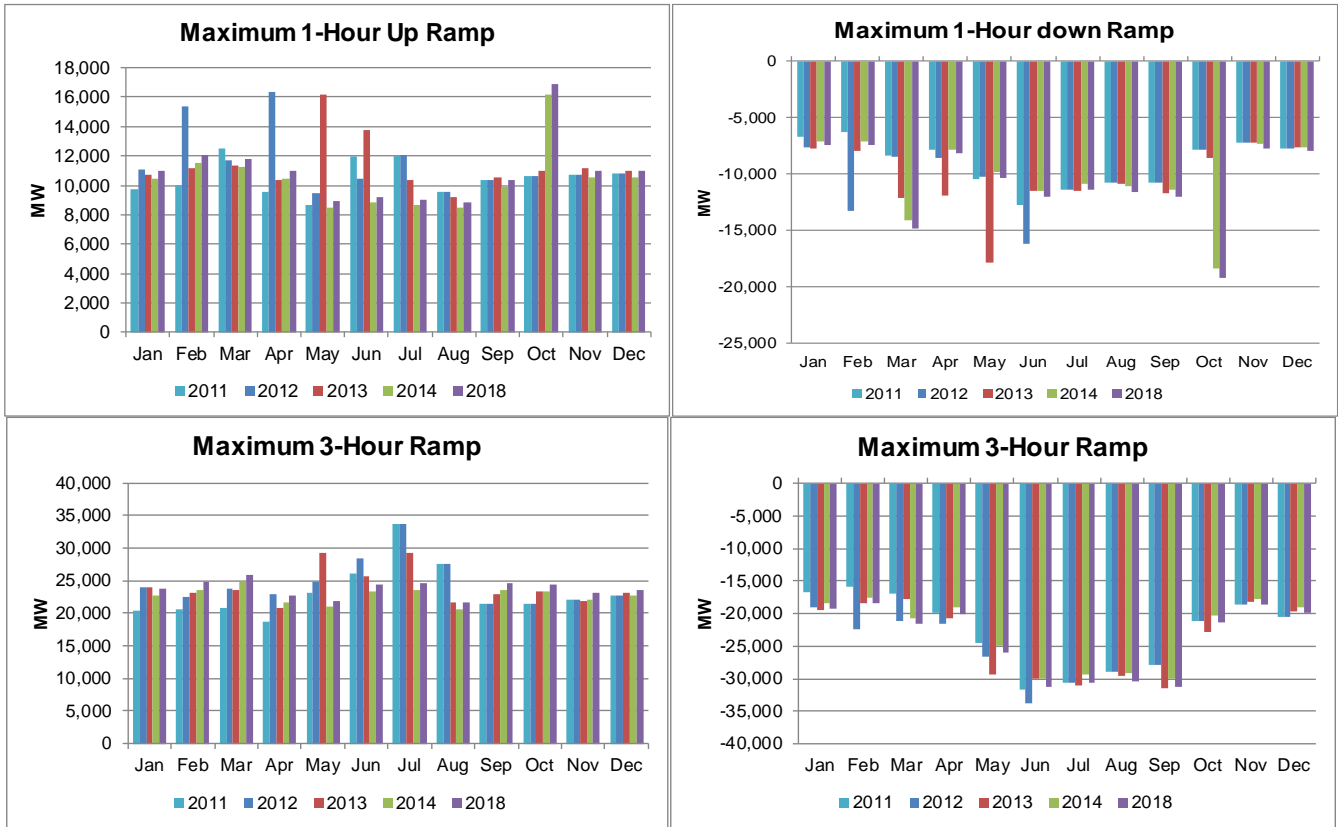 Maximum 1-Hour Up Ramp
MW
18,000
16,000
14,000
12,000
10,000
8,000
6,000
4,000
2,000
0
Jan Feb Mar Apr May Jun Jul Aug Sep Oct Nov Dec
2011 2012 2013 2014 2018
Maximum 1-Hour down Ramp
MW
0
-5,000
-10,000
-15,000
-20,000
-25,000
Jan Feb Mar Apr May Jun Jul Aug Sep Oct Nov Dec
2011 2012 2013 2014 2018
Maximum 3-Hour Ramp
MW
40,000
35,000
30,000
25,000
20,000
15,000
10,000
5,000
0
Jan Feb Mar Apr May Jun Jul Aug Sep Oct Nov Dec
2011 2012 2013 2014 2018
Maximum 3-Hour Ramp
MW
0
-5,000
-10,000
-15,000
-20,000
-25,000
-30,000
-35,000
-40,000
Jan Feb Mar Apr May Jun Jul Aug Sep Oct Nov Dec
2011 2012 2013 2014 2018